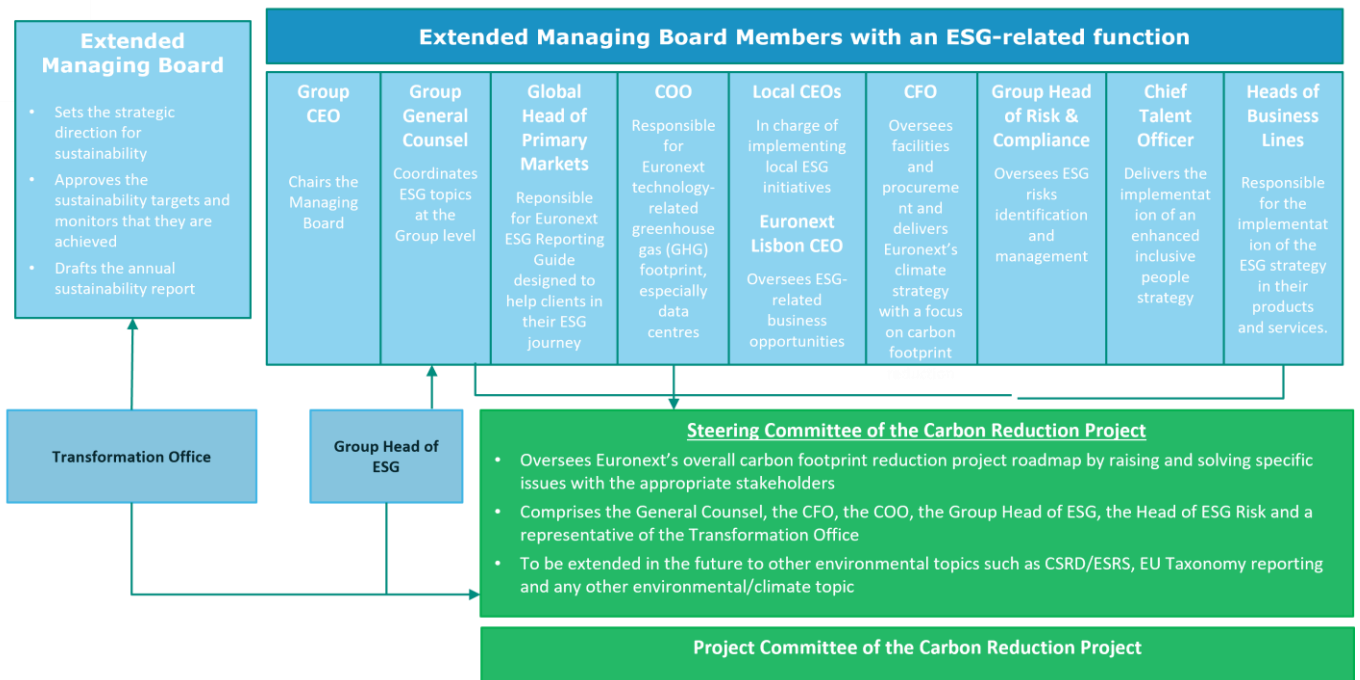 Extended
Managing Board
• Sets the strategic
direction for
sustainability
• Approves the
sustainability targets and
monitors that they are
achieved
• Drafts the annual
sustainability report
Extended Managing Board Members with an ESG-related function
Group
CEO
Chairs the
Managing
Board
Group
General
Counsel
Coordinates
ESG topics
at the
Group level
Global
Head of
Primary
Markets
Reponsible
for Euronext
ESG Reporting
Guide
designed to
help clients in
their ESG
journey
COO
Responsible
for
Euronext
technology-
related
greenhouse
gas (GHG)
footprint,
especially
data
centres
Local CEOs
In charge of
implementing
local ESG
initiatives
Euronext
Lisbon CEO
Oversees ESG-
related
business
opportunities
CFO
Oversees
facilities
and
procureme
nt and
delivers
Euronext’s
climate
strategy
with a focus
on carbon
footprint
Group Head
of Risk &
Compliance
Oversees ESG
risks
identification
and
management
Chief
Talent
Officer
Delivers the
implementat
ion of an
enhanced
inclusive
people
strategy
Heads of
Business
Lines
Responsible
for the
implementat
ion of the
ESG strategy
in their
products
and services.
Transformation Office
Group Head of
ESG
Steering Committee of the Carbon Reduction Project
• Oversees Euronext’s overall carbon footprint reduction project roadmap by raising and solving specific
issues with the appropriate stakeholders
• Comprises the General Counsel, the CFO, the COO, the Group Head of ESG, the Head of ESG Risk and a
representative of the Transformation Office
• To be extended in the future to other environmental topics such as CSRD/ESRS, EU Taxonomy reporting
and any other environmental/climate topic
Project Committee of the Carbon Reduction Project